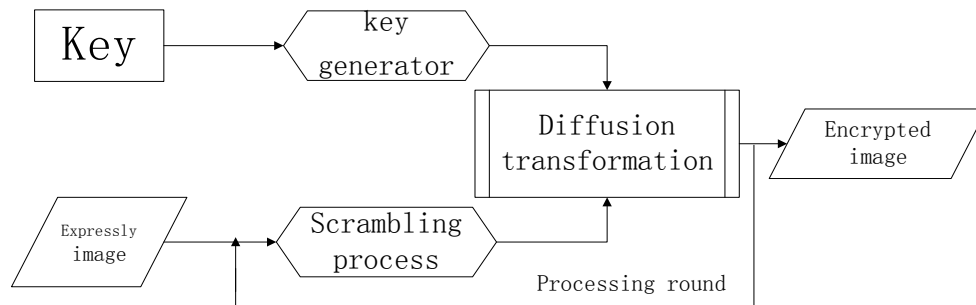 Key
key
generator
Diffusion
transformation
Encrypted
image
Expressly
image
Scrambling
process
Processing round